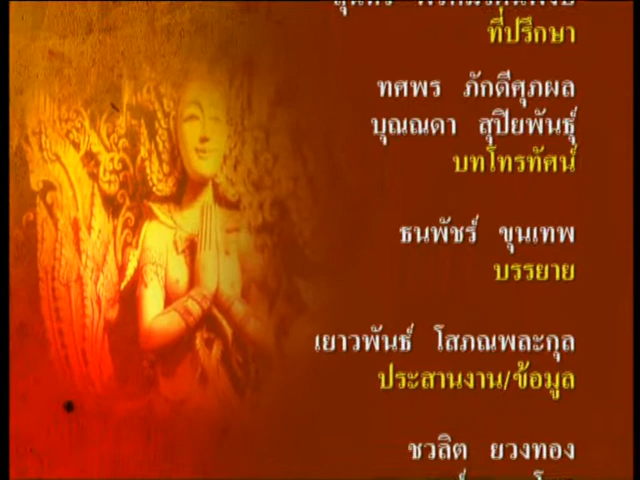 ที่ปรึกษา
ทศพร ภักดีศุภผล
บุณณดา สุปิยพันธุ์
บทโทรทัศน์
ธนพัชร์ ขุนเทพ
บรรยาย
เยาวพันธ์ โสภณพละกุล
ประสานงาน/ข้อมูล
ชวลิต ยวงทอง